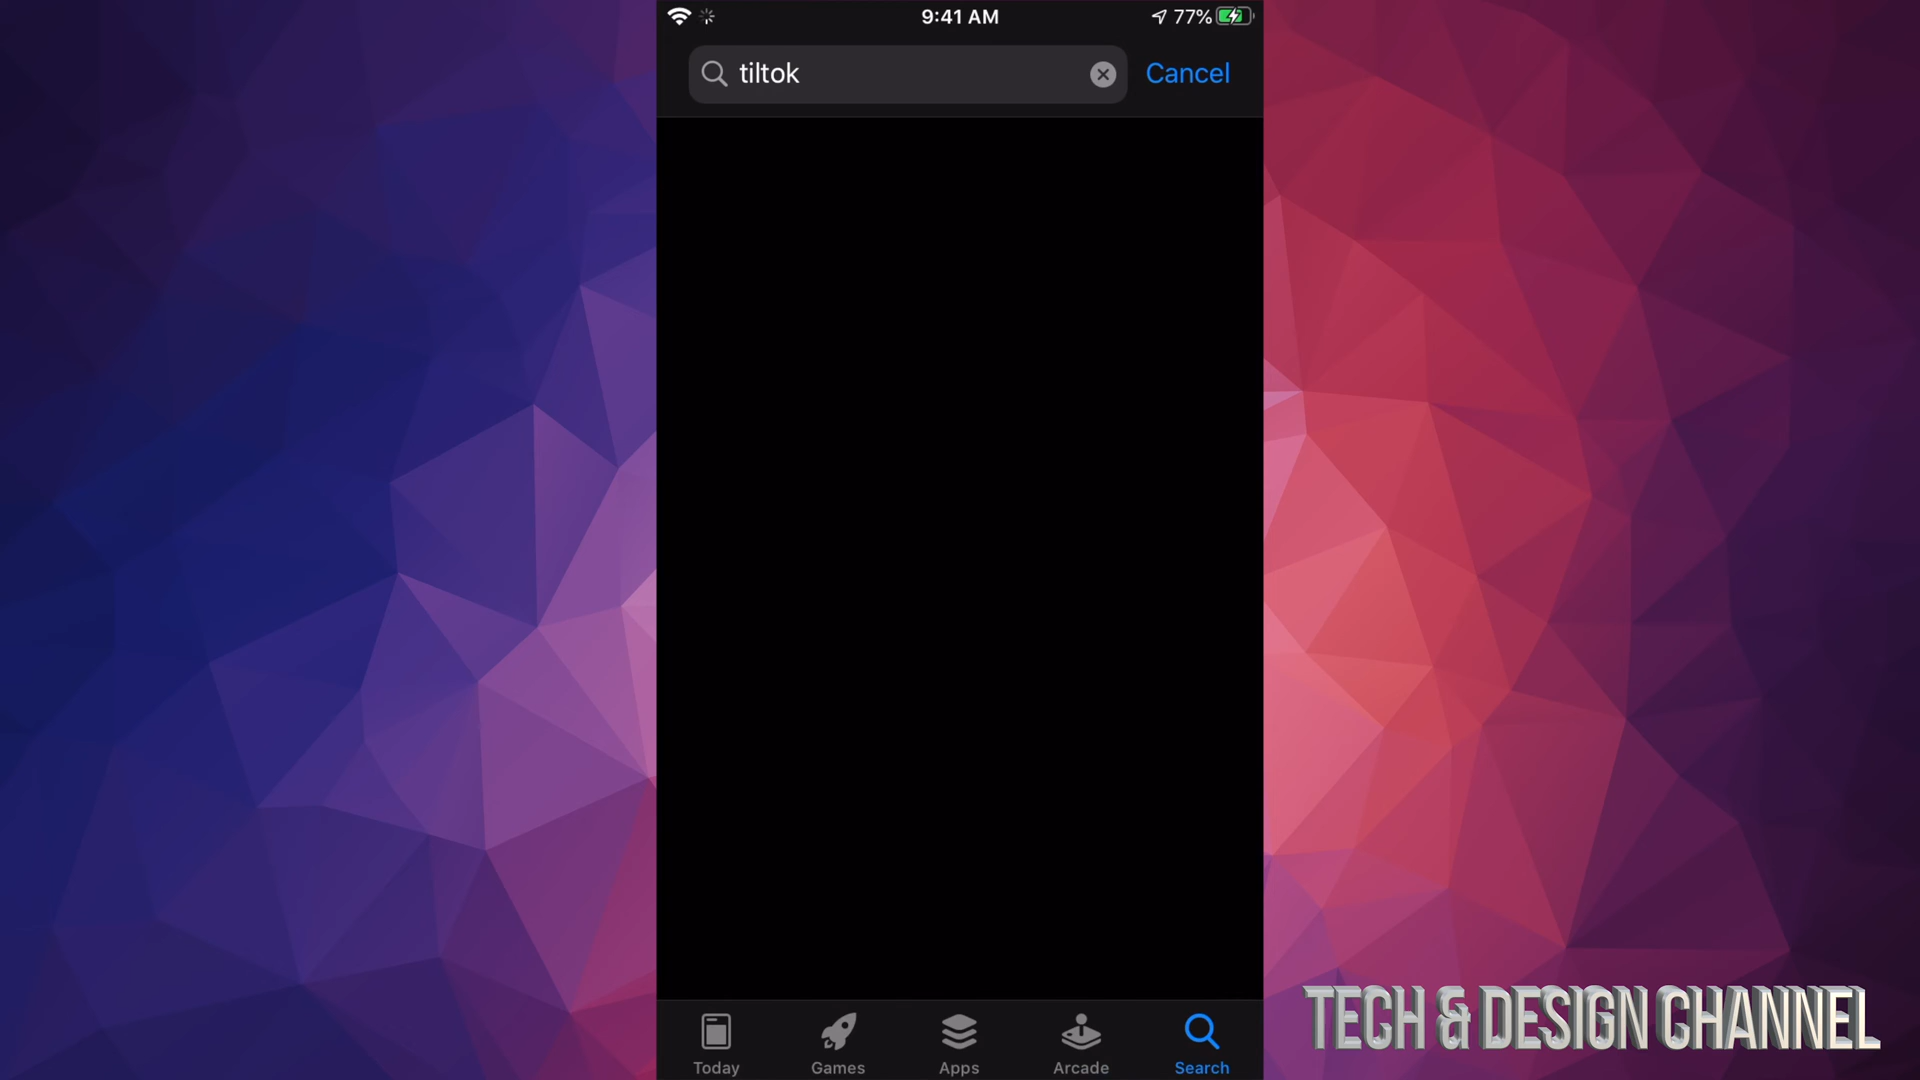 9:41 AM
77%
tiltok
Cancel
Today
Games
Apps
Arcade
Search
TECH & DESIGN CHANNEL